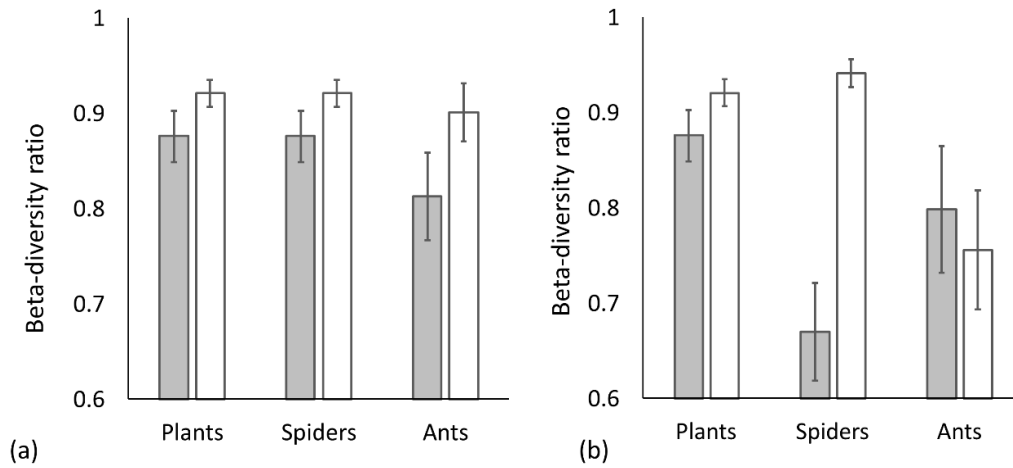 1
0.9
0.8
0.7
0.6
Beta-diversity ratio
Plants Spiders Ants
(a)
1
0.9
0.8
0.7
0.6
Beta-diversity ratio
Plants Spiders Ants
(b)